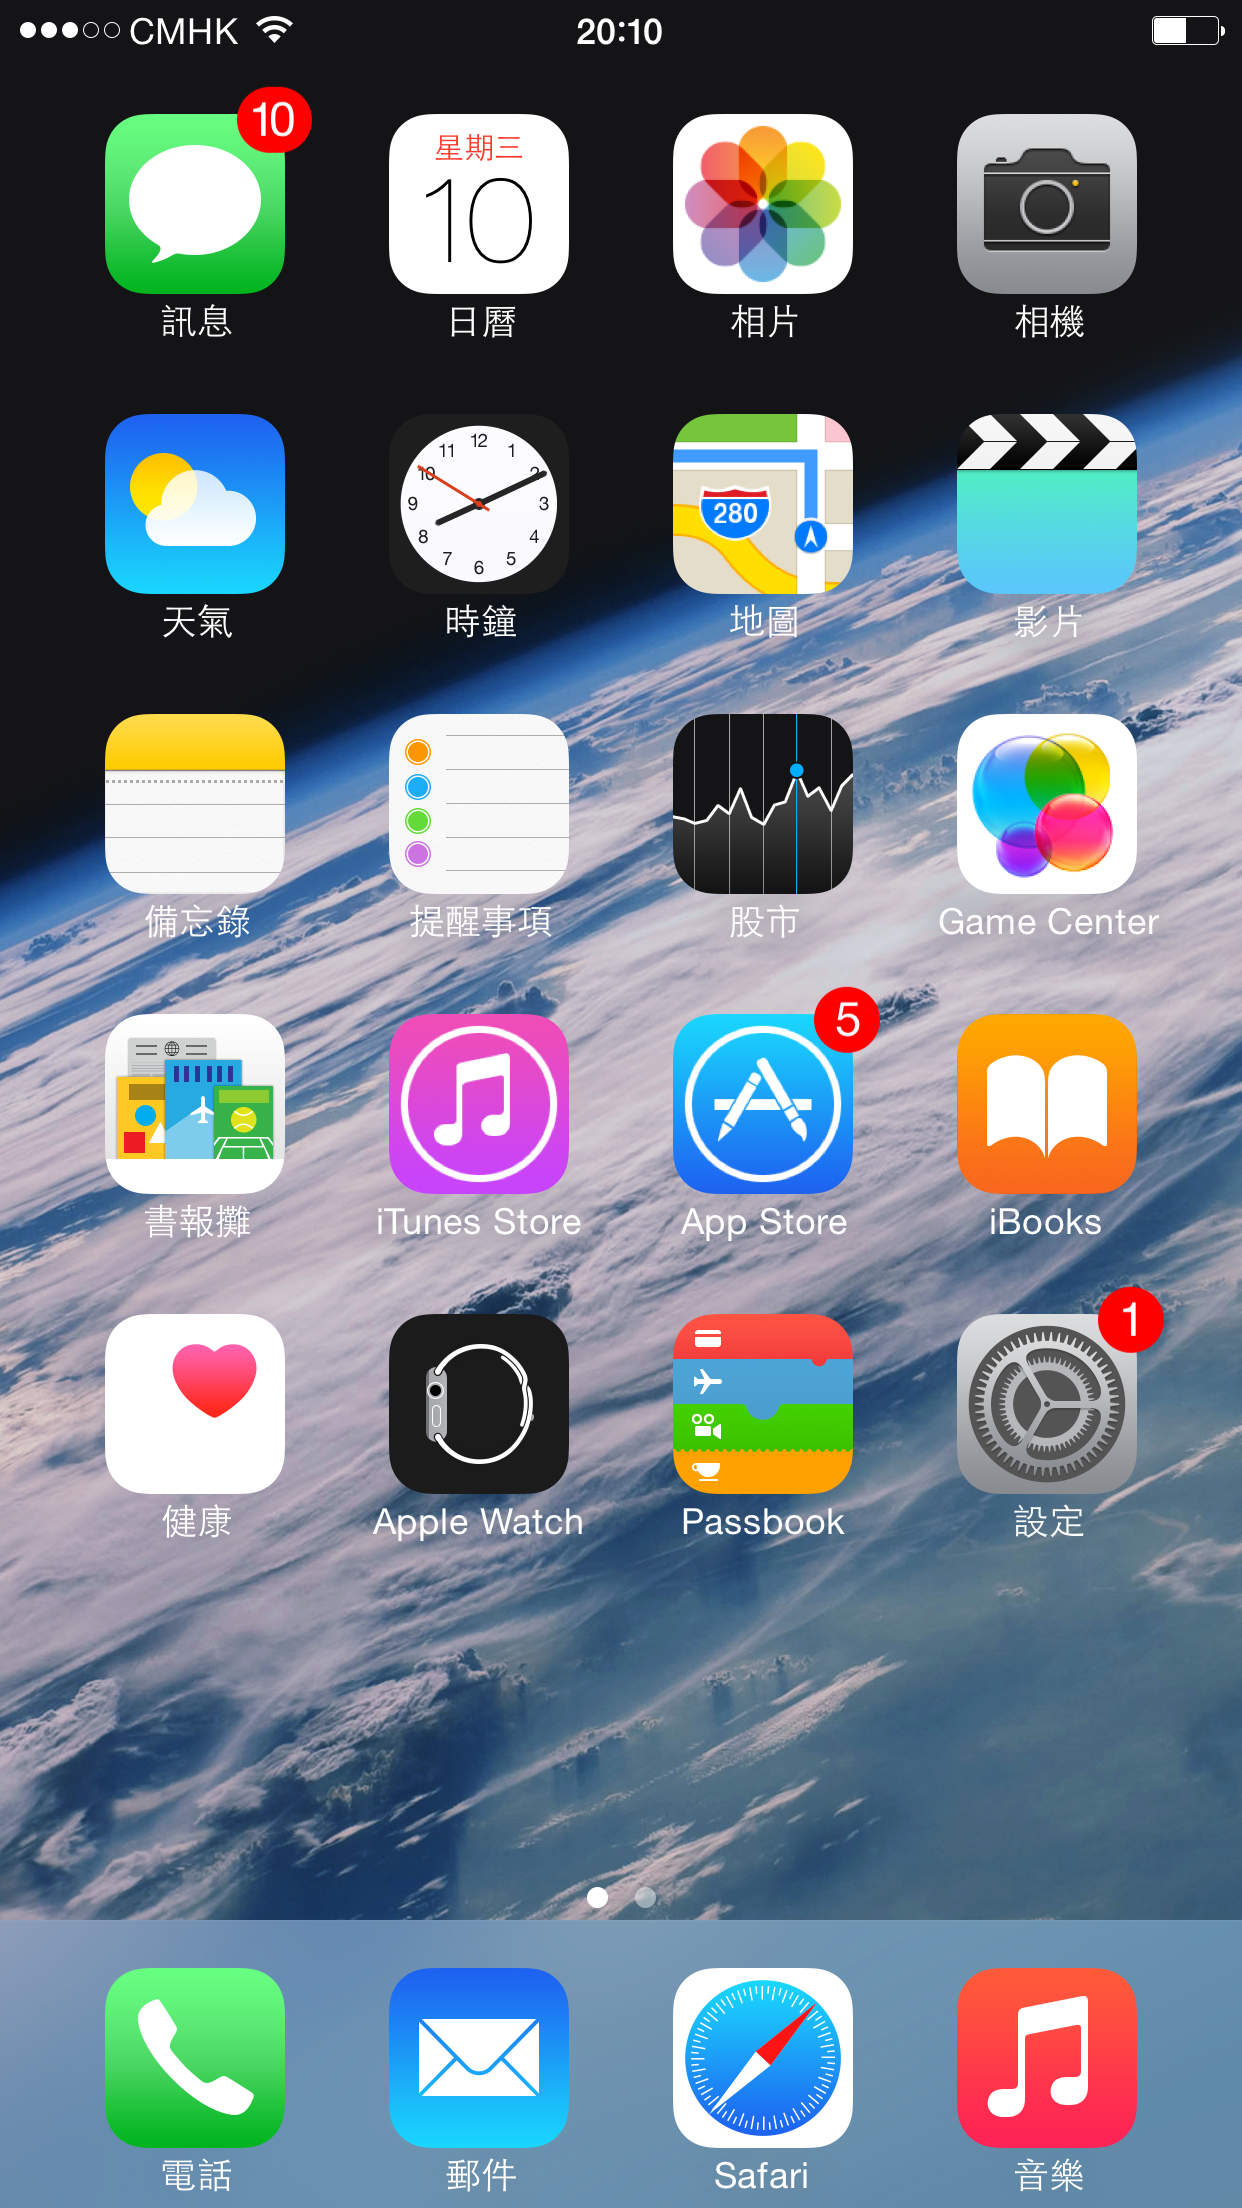 CMHK 20:10
10
星期三
10
訊息 日曆 相片 相機
12
11 1
10 2
9 3
8 4
7 5
6
280
天氣 時鐘 地圖 影片
備忘錄 提醒事項 股市 Game Center
5
書報攤 iTunes Store App Store iBooks
1
健康 Apple Watch Passbook 設定
電話 郵件 Safari 音樂